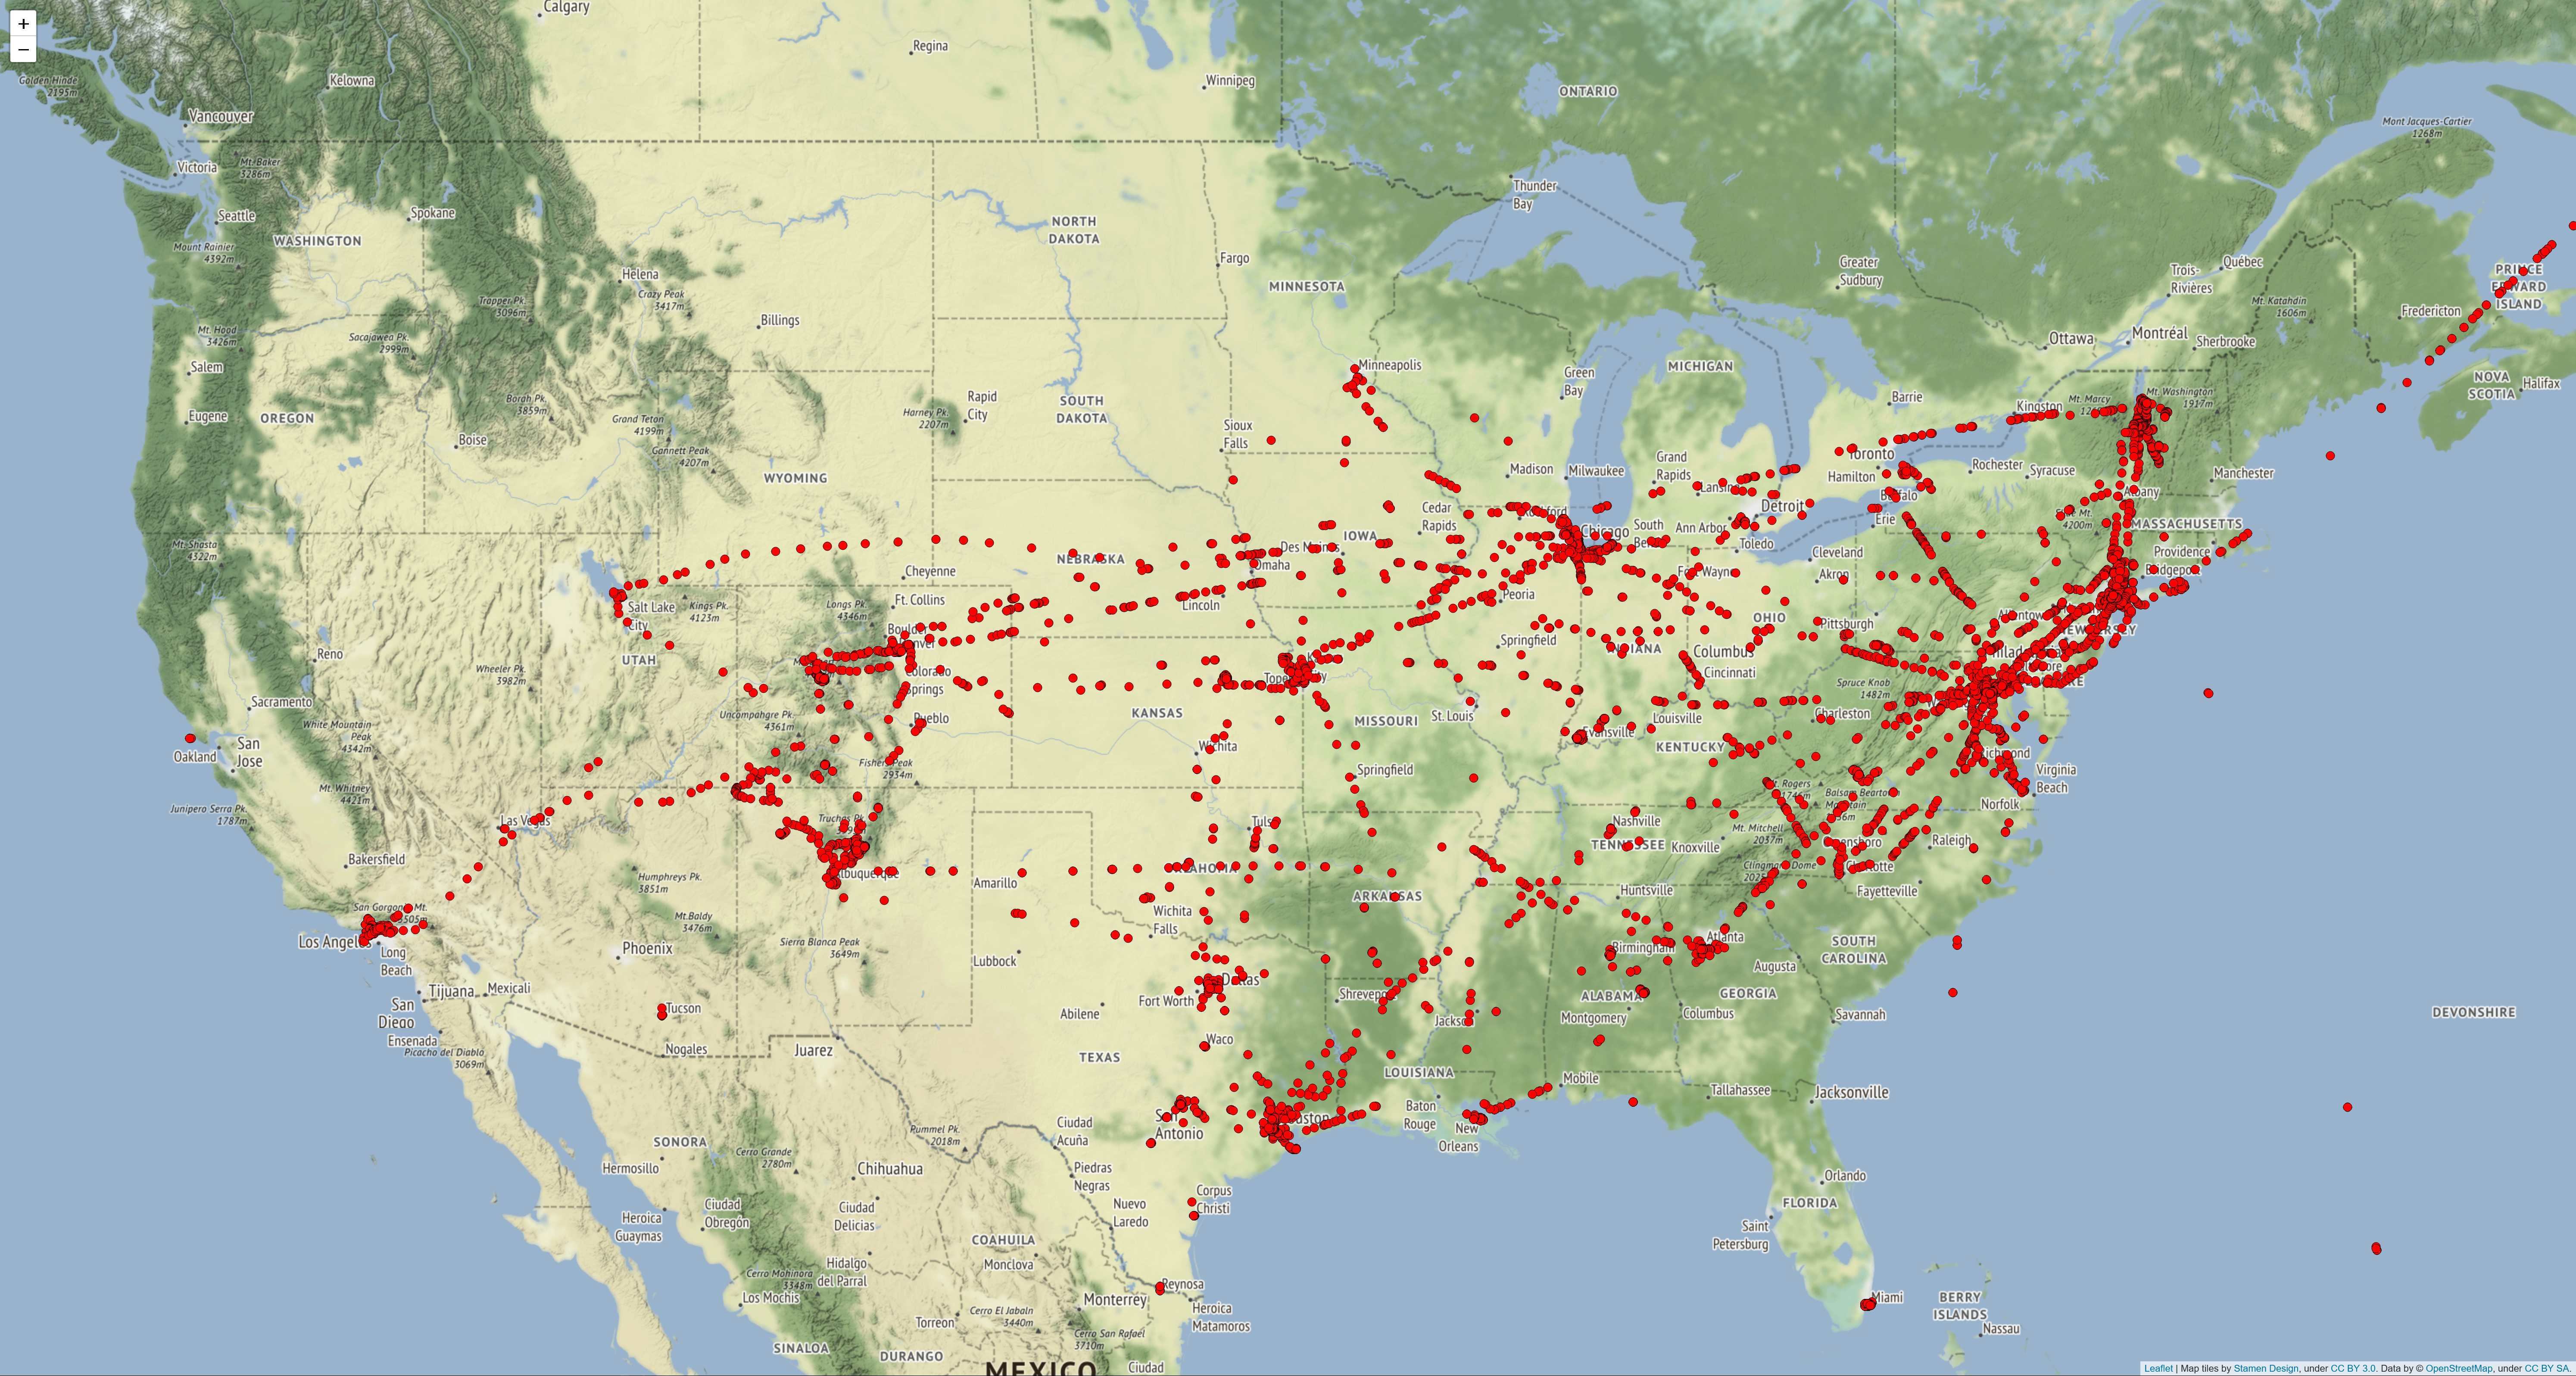 +
−
Calgary
Regina
Winnipeg
ONTARIO
Golden Hinde
2195m
Kelowna
Vancouver
Mont Jacques-Cartier
1268m
Victoria
Mt. Baker
3286m
Thunder
Bay
Seattle
Spokane
WASHINGTON
NORTH
DAKOTA
Mount Rainier
4392m
Fargo
Greater
Sudbury
Québec
Trois-
Rivières
Helena
Crazy Peak
3417m
MINNESOTA
Trapper Pk.
3096m
PRINCE
EDWARD
ISLAND
Mt. Katahdin
1606m
Fredericton
Billings
Mt. Hood
3426m
Sacajawea Pk.
2999m
Ottawa
Montréal
Sherbrooke
Salem
Minneapolis
MICHIGAN
Green
Bay
NOVA
SCOTIA
Halifax
Borah Pk.
3859m
Rapid
City
SOUTH
DAKOTA
Barrie
Kingston
Mt. Marcy
Mt. Washington
1917m
Eugene
OREGON
Grand Teton
4199m
Harney Pk.
2207m
Sioux
Falls
Boise
Gannett Peak
4207m
Toronto
Grand
Rapids
Madison
Milwaukee
Hamilton
Rochester
Syracuse
Manchester
WYOMING
Lansing
Buffalo
Albany
Detroit
Cedar
Rapids
Erie
4200m
MASSACHUSETTS
Mt. Shasta
4322m
IOWA
Chicago
South
Ann Arbor
Des Moines
Toledo
Cleveland
Providence
NEBRASKA
Omaha
Cheyenne
Fort Wayne
Akron
Bridgeport
Peoria
Ft. Collins
Lincoln
Salt Lake
City
Kings Pk.
4123m
Longs Pk.
4346m
Allentown
OHIO
Pittsburgh
NEW JERSEY
Boulder
Springfield
Reno
UTAH
INDIANA
Columbus
Wheeler Pk.
3982m
Colorado
Springs
Cincinnati
Spruce Knob
1482m
Sacramento
Uncompahgre Pk.
4361m
Pueblo
KANSAS
MISSOURI
St. Louis
Louisville
Charleston
White Mountain
Peak
4342m
San
Jose
Oakland
Wichita
Evansville
KENTUCKY
Richmond
Fishers Peak
2934m
Springfield
Virginia
Beach
Mt. Whitney
4421m
Mt. Rogers
1746m
Norfolk
Junipero Serra Pk.
1787m
Las Vegas
Nashville
Mt. Mitchell
2037m
TENNESSEE
Knoxville
Raleigh
Bakersfield
Clingmans Dome
Charlotte
Albuquerque
OKLAHOMA
Humphreys Pk.
3851m
Amarillo
ARKANSAS
Huntsville
Fayetteville
San Gorgonio Mt.
Wichita
Falls
Mt.Baldy
3476m
Los Angeles
Long
Beach
Phoenix
Sierra Blanca Peak
3649m
Lubbock
Birmingham
Atlanta
SOUTH
CAROLINA
Augusta
Tijuana
Mexicali
San
Diego
Dallas
Fort Worth
Abilene
Shreveport
ALABAMA
GEORGIA
Tucson
Jackson
Montgomery
Columbus
Savannah
DEVONSHIRE
Ensenada
Picacho del Diablo
3069m
Nogales
Juarez
Waco
TEXAS
LOUISIANA
Mobile
Tallahassee
Jacksonville
Baton
Rouge
Pummel Pk.
2018m
Ciudad
Acuña
San
Antonio
Houston
New
Orleans
SONORA
Cerro Grande
2780m
Hermosillo
Chihuahua
Piedras
Negras
Orlando
FLORIDA
Ciudad
Obregón
Ciudad
Delicias
Nuevo
Laredo
Corpus
Christi
Heroica
Guaymas
Saint
Petersburg
COAHUILA
Monclova
Hidalgo
del Parral
Cerro Mohinora
3348m
Reynosa
Los Mochis
Monterrey
Miami
BERRY
ISLANDS
Nassau
Heroica
Matamoros
Torreon
Cerro El Jabaln
3440m
Cerro San Rafael
3710m
SINALOA
DURANGO
MEXICO
Ciudad
Leaflet | Map tiles by Stamen Design, under CC BY 3.0. Data by © OpenStreetMap, under CC BY SA.